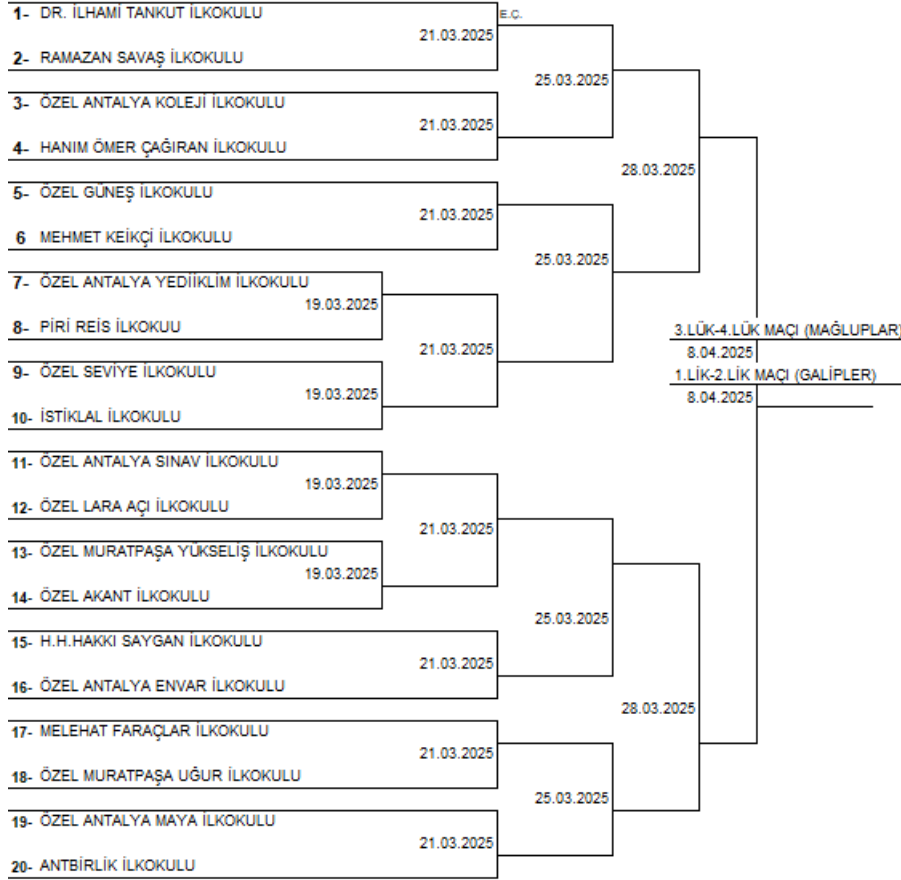 1- DR. İLHAMİ TANKUT İLKOKULU
E.Ç.
21.03.2025
2- RAMAZAN SAVAŞ İLKOKULU
25.03.2025
3- ÖZEL ANTALYA KOLEJİ İLKOKULU
21.03.2025
4- HANIM ÖMER ÇAĞIRAN İLKOKULU
28.03.2025
5- ÖZEL GÜNEŞ İLKOKULU
21.03.2025
6 MEHMET KEİKÇİ İLKOKULU
25.03.2025
7- ÖZEL ANTALYA YEDİİKLİM İLKOKULU
19.03.2025
8- PİRİ REİS İLKOKUU
3.LÜK-4.LÜK MAÇI (MAĞLUPLAR)
21.03.2025
8.04.2025
9- ÖZEL SEVİYE İLKOKULU
1.LİK-2.LİK MAÇI (GALİPLER)
19.03.2025
8.04.2025
10- İSTİKLAL İLKOKULU
11- ÖZEL ANTALYA SINAV İLKOKULU
19.03.2025
12- ÖZEL LARA AÇI İLKOKULU
21.03.2025
13- ÖZEL MURATPAŞA YÜKSELİŞ İLKOKULU
19.03.2025
14- ÖZEL AKANT İLKOKULU
25.03.2025
15- H.H.HAKKI SAYGAN İLKOKULU
21.03.2025
16- ÖZEL ANTALYA ENVAR İLKOKULU
28.03.2025
17- MELEHAT FARAÇLAR İLKOKULU
21.03.2025
18- ÖZEL MURATPAŞA UĞUR İLKOKULU
25.03.2025
19- ÖZEL ANTALYA MAYA İLKOKULU
21.03.2025
20- ANTBİRLİK İLKOKULU